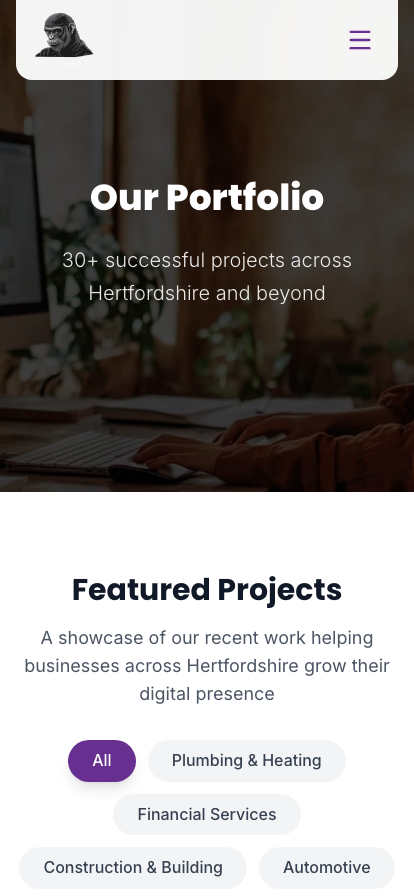 Our Portfolio
30+ successful projects across
Hertfordshire and beyond
Featured Projects
A showcase of our recent work helping
businesses across Hertfordshire grow their
digital presence
All
Plumbing & Heating
Financial Services
Construction & Building
Automotive